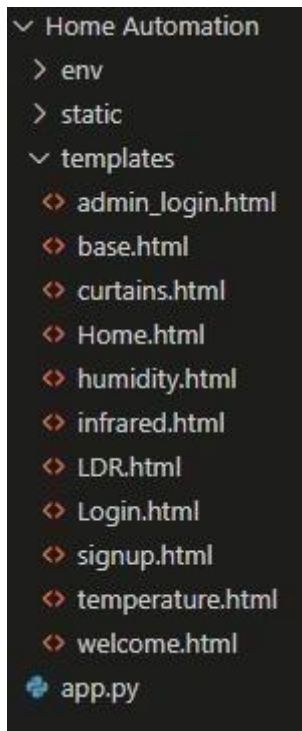 Home Automation
env
static
templates
admin_login.html
base.html
curtains.html
Home.html
humidity.html
infrared.html
LDR.html
Login.html
signup.html
temperature.html
welcome.html
app.py